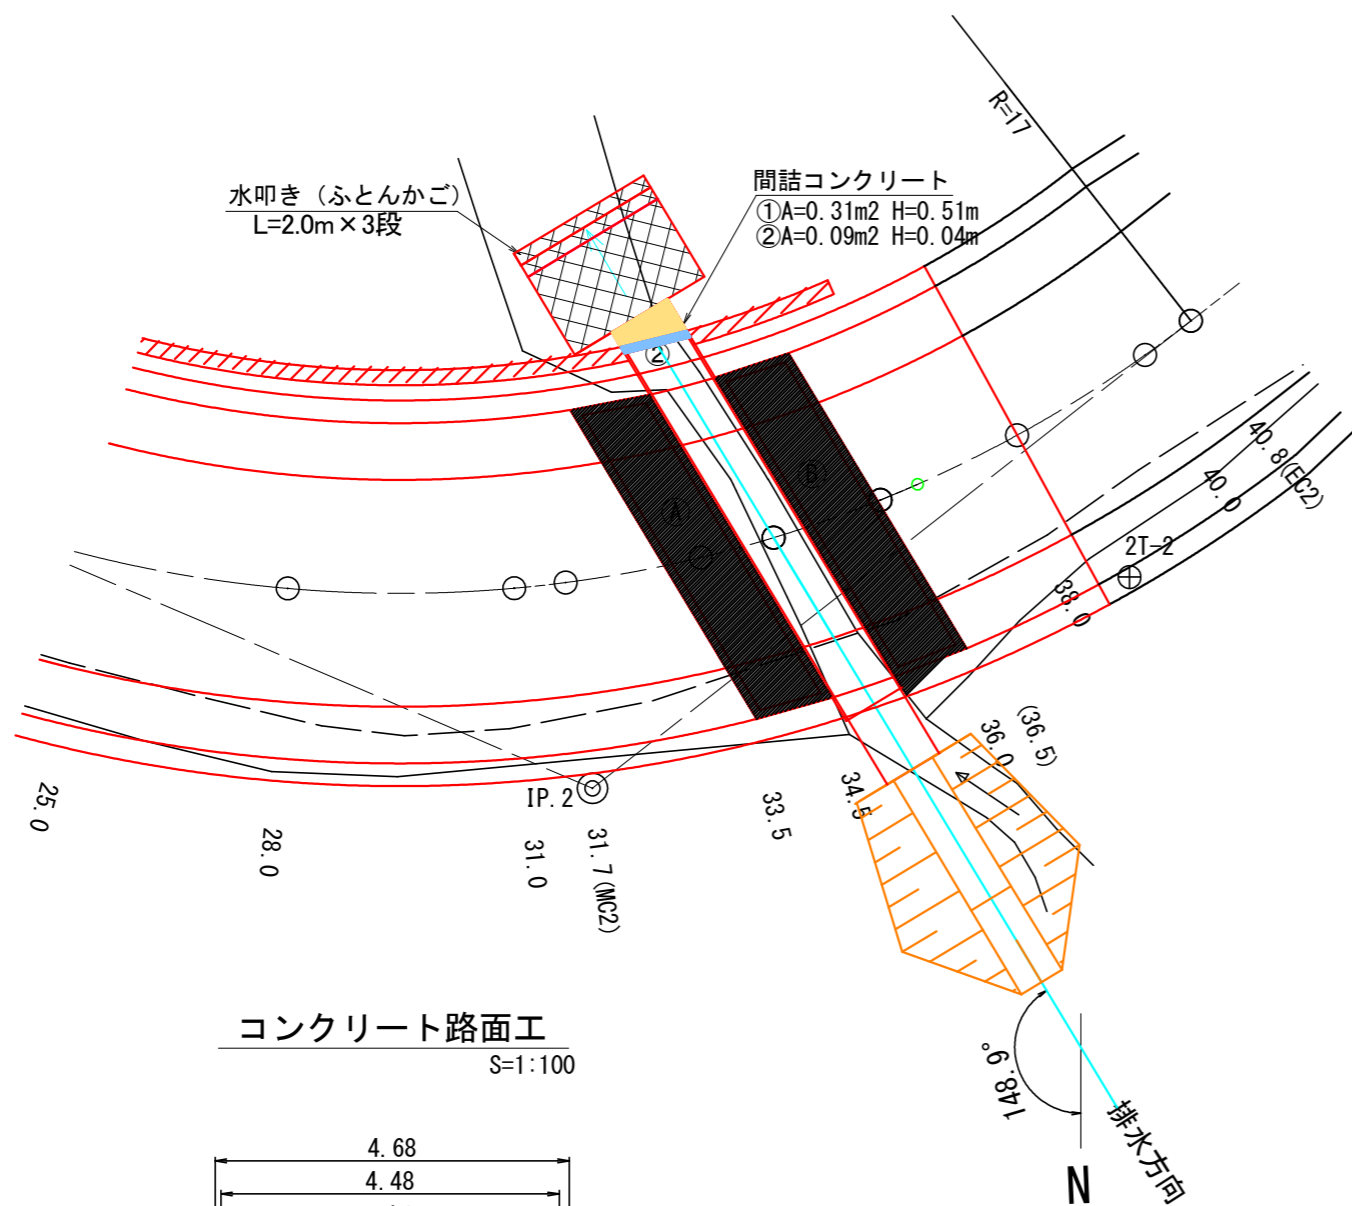 R=17
水叩き（ふとんかご）
L=2.0m×3段
間詰コンクリート
①A=0.31m2 H=0.51m
②A=0.09m2 H=0.04m
②
Ⓐ
Ⓑ
40.8(EC2)
40.0
2T-2
38.0
(36.5)
36.0
34.5
33.5
IP.2
31.7(MC2)
31.0
28.0
25.0
コンクリート路面工
S=1:100
148.9°
排水方向
N
4.68
4.48